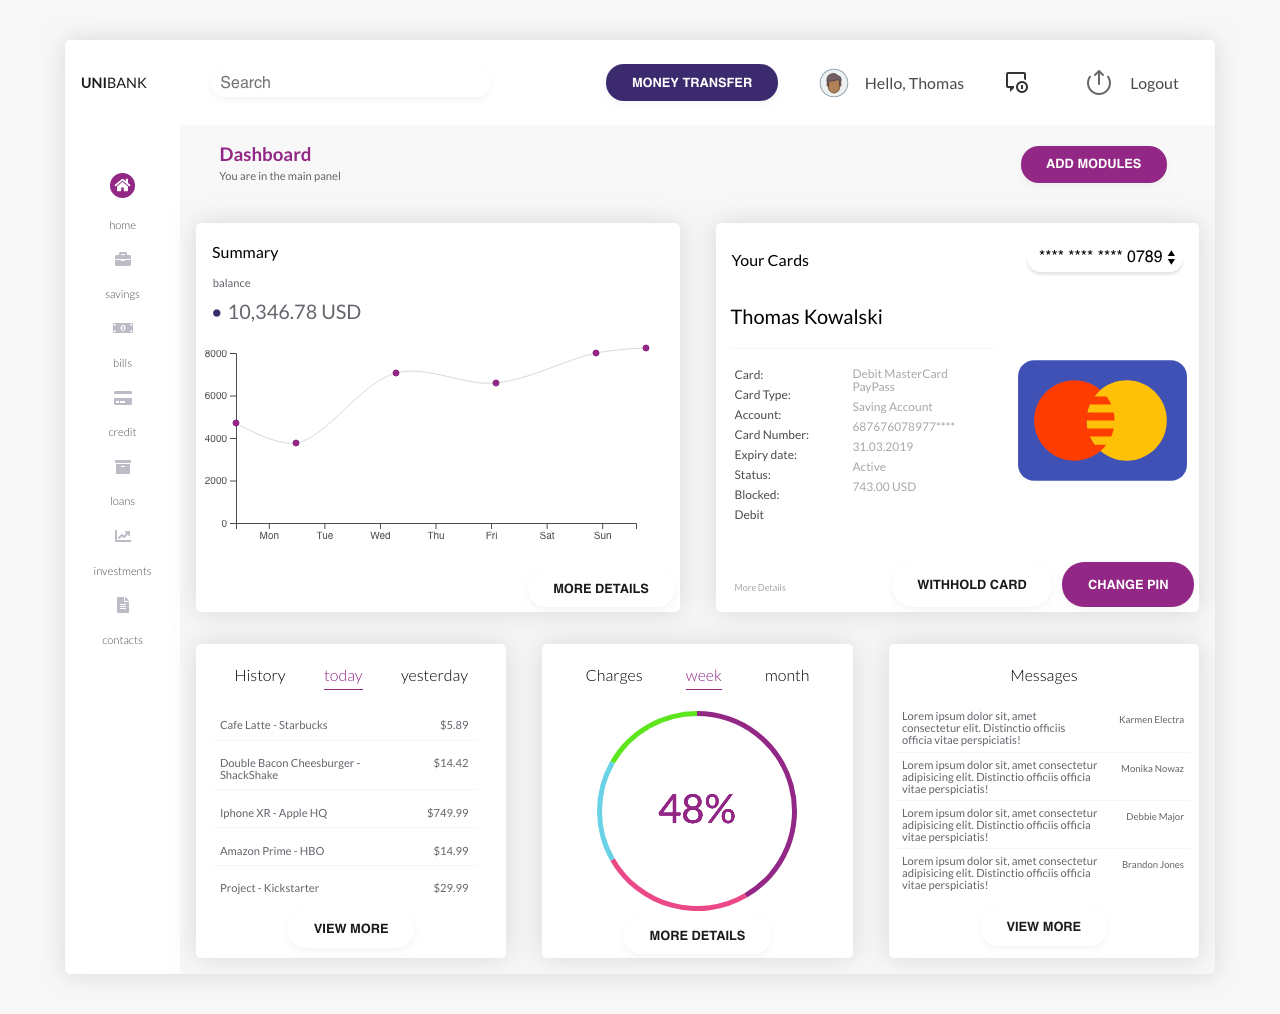 UNIBANK
Search
MONEY TRANSFER
Hello, Thomas
Logout
Dashboard
You are in the main panel
ADD MODULES
home
savings
bills
credit
loans
investments
contacts
Summary
balance
10,346.78 USD
8000
6000
4000
2000
0
Mon Tue Wed Thu Fri Sat Sun
MORE DETAILS
Your Cards
**** **** **** 0789
Thomas Kowalski
Card:
Card Type:
Account:
Card Number:
Expiry date:
Status:
Blocked:
Debit
Debit MasterCard
PayPass
Saving Account
687676078977****
31.03.2019
Active
743.00 USD
More Details
WITHHOLD CARD
CHANGE PIN
History today yesterday
Cafe Latte - Starbucks $5.89
Double Bacon Cheesburger - $14.42
ShackShake
Iphone XR - Apple HQ $749.99
Amazon Prime - HBO $14.99
Project - Kickstarter $29.99
VIEW MORE
Charges week month
48%
MORE DETAILS
Messages
Lorem ipsum dolor sit, amet
consectetur elit. Distinctio officiis
officia vitae perspiciatis!
Karmen Electra
Lorem ipsum dolor sit, amet consectetur
adipisicing elit. Distinctio officiis officia
vitae perspiciatis!
Monika Nowaz
Lorem ipsum dolor sit, amet consectetur
adipisicing elit. Distinctio officiis officia
vitae perspiciatis!
Debbie Major
Lorem ipsum dolor sit, amet consectetur
adipisicing elit. Distinctio officiis officia
vitae perspiciatis!
Brandon Jones
VIEW MORE